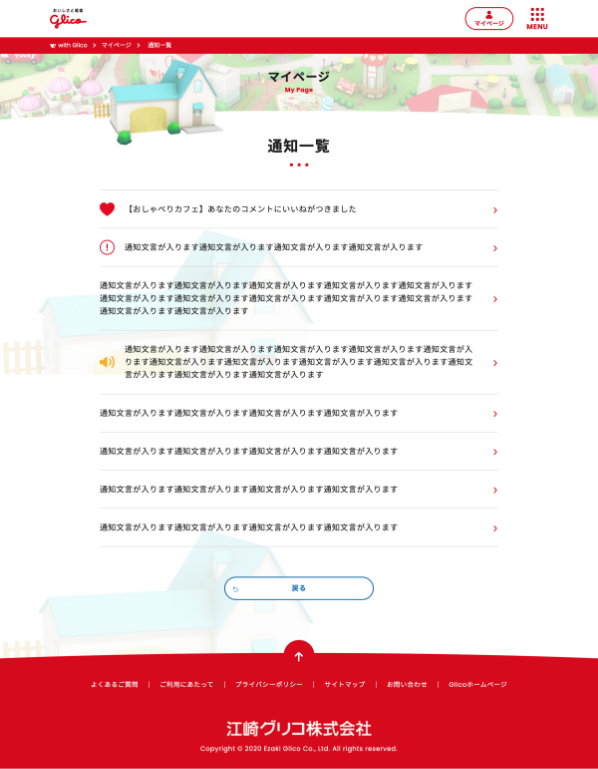 おいしさと健康
Glico
マイページ
MENU
with Glico > マイページ > 通知一覧
マイページ
My Page
通知一覧
【おしゃべりカフェ】あなたのコメントにいいねがつきました
通知文言が入ります通知文言が入ります通知文言が入ります通知文言が入ります
通知文言が入ります通知文言が入ります通知文言が入ります通知文言が入ります通知文言が入ります
通知文言が入ります通知文言が入ります通知文言が入ります通知文言が入ります通知文言が入ります
通知文言が入ります通知文言が入ります
通知文言が入ります通知文言が入ります通知文言が入ります通知文言が入ります通知文言が入
ります通知文言が入ります通知文言が入ります通知文言が入ります通知文言が入ります通知文
言が入ります通知文言が入ります通知文言が入ります
通知文言が入ります通知文言が入ります通知文言が入ります通知文言が入ります
通知文言が入ります通知文言が入ります通知文言が入ります通知文言が入ります
通知文言が入ります通知文言が入ります通知文言が入ります通知文言が入ります
通知文言が入ります通知文言が入ります通知文言が入ります通知文言が入ります
戻る
よくあるご質問 | ご利用にあたって | プライバシーポリシー | サイトマップ | お問い合わせ | Glicoホームページ
江崎グリコ株式会社
Copyright © 2020 Ezaki Glico Co., Ltd. All rights reserved.